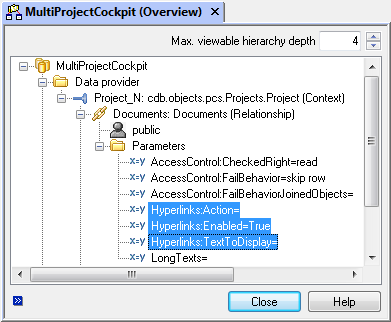 MultiProjectCockpit (Overview)
Max. viewable hierarchy depth 4
MultiProjectCockpit
Data provider
Project_N: cdb.objects.pcs.Projects.Project (Context)
Documents: Documents (Relationship)
public
Parameters
x=y AccessControl:CheckedRight=read
x=y AccessControl:FailBehavior=skip row
x=y AccessControl:FailBehaviorJoinedObjects=
x=y Hyperlinks:Action=
x=y Hyperlinks:Enabled=True
x=y Hyperlinks:TextToDisplay=
x=y LongTexts=
Close Help